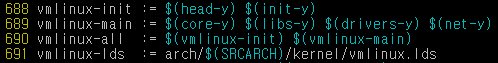 688 vmlinux-init := $(head-y) $(init-y)
689 vmlinux-main := $(core-y) $(libs-y) $(drivers-y) $(net-y)
690 vmlinux-all  := $(vmlinux-init) $(vmlinux-main)
691 vmlinux-lds  := arch/$(SRCARCH)/kernel/vmlinux.lds